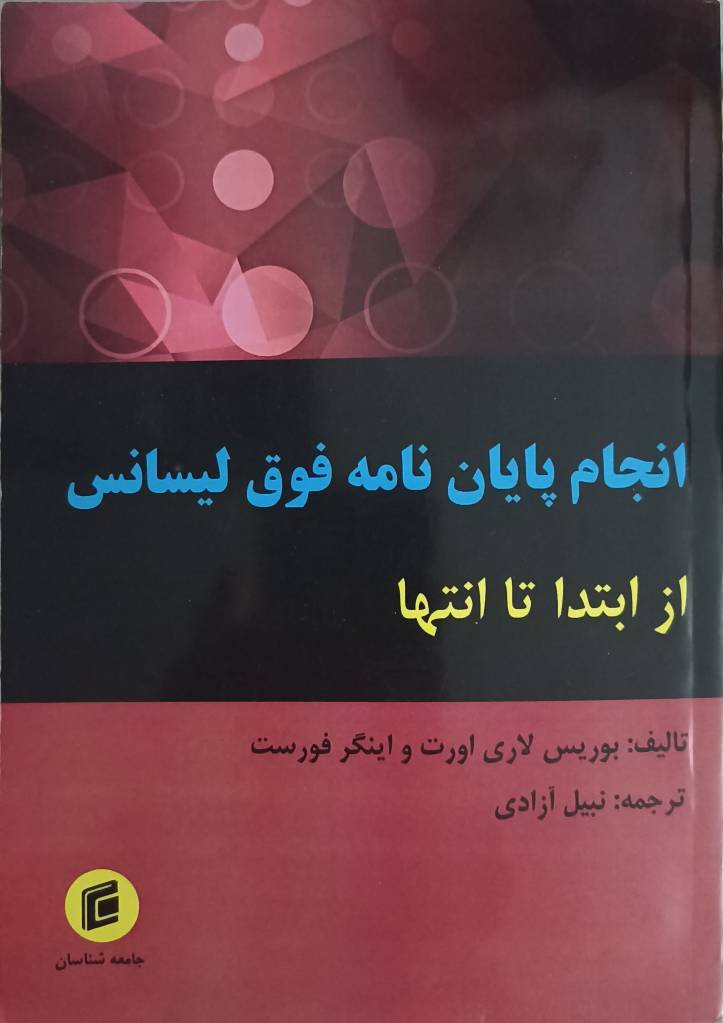 انجام پایان نامه فوق لیسانس
از ابتدا تا انتها
تالیف: بوریس لاری اورت و اینگر فورست
ترجمه: نبیل آزادی
جامعه شناسان